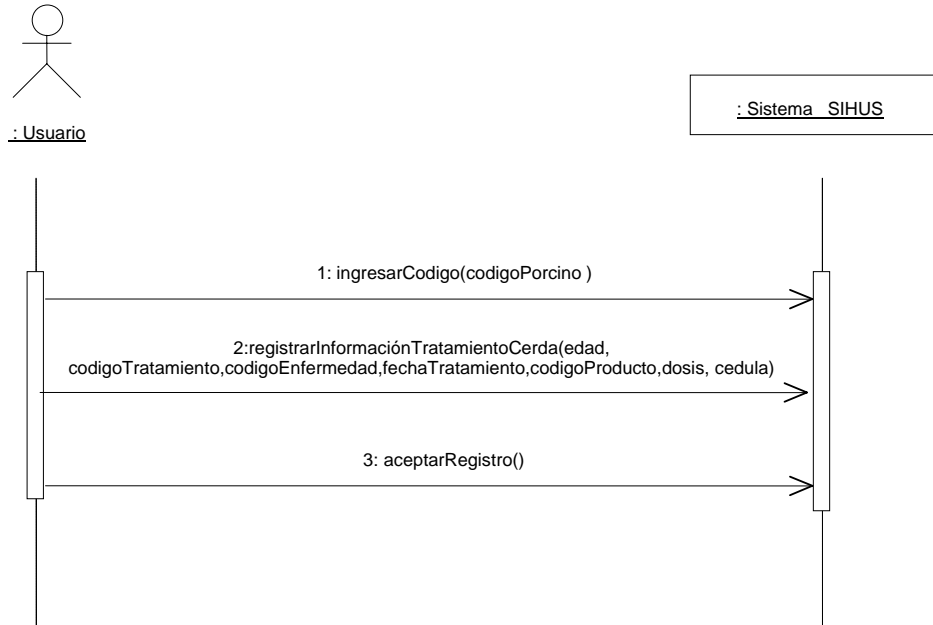 : Usuario
: Sistema SIHUS
1: ingresarCodigo(codigoPorcino )
2:registrarInformaciónTratamientoCerda(edad,
codigoTratamiento,codigoEnfermedad,fechaTratamiento,codigoProducto,dosis, cedula)
3: aceptarRegistro()